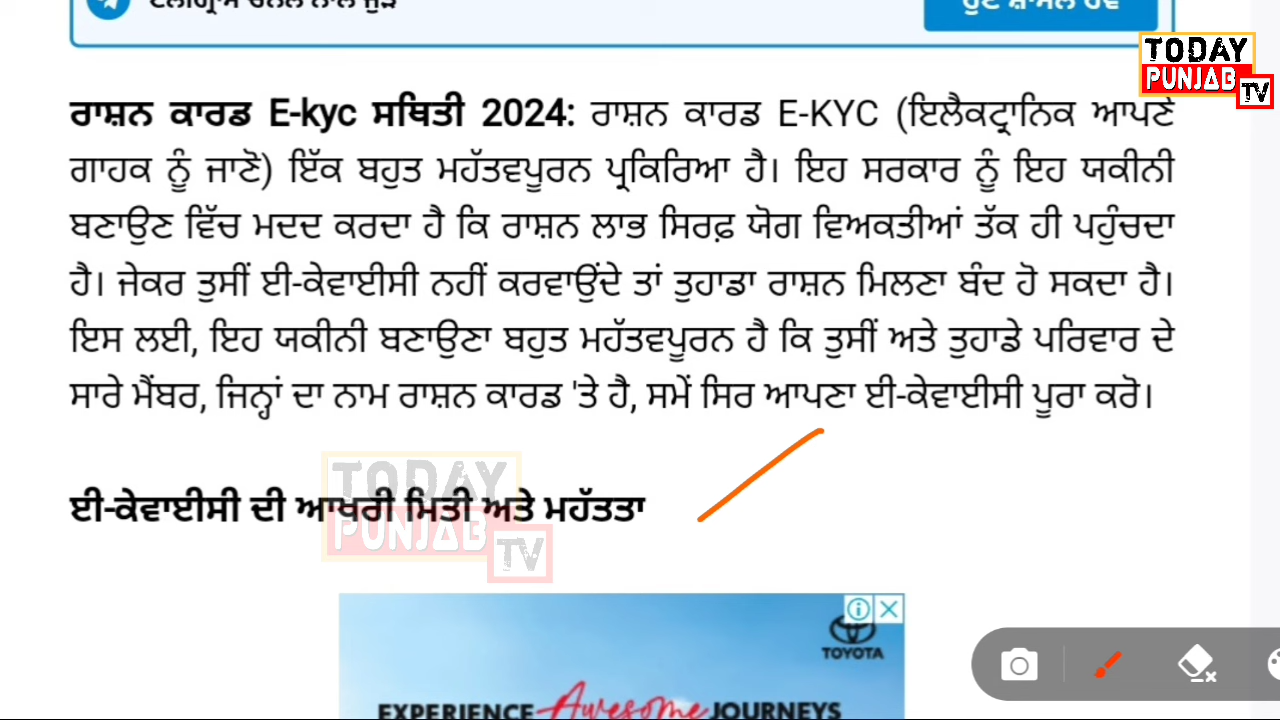 ਟੈਲੀਗ੍ਰਾਮ ਚੈਨਲ ਨਾਲ ਜੁੜੋ
ਹੁਣੇ ਸ਼ਾਮਲ ਹੋਵੋ
TODAY
PUNJAB
TV
ਰਾਸ਼ਨ ਕਾਰਡ E-kyc ਸਥਿਤੀ 2024: ਰਾਸ਼ਨ ਕਾਰਡ E-KYC (ਇਲੈਕਟ੍ਰਾਨਿਕ ਆਪਣੇ
ਗਾਹਕ ਨੂੰ ਜਾਣੋ) ਇੱਕ ਬਹੁਤ ਮਹੱਤਵਪੂਰਨ ਪ੍ਰਕਿਰਿਆ ਹੈ। ਇਹ ਸਰਕਾਰ ਨੂੰ ਇਹ ਯਕੀਨੀ
ਬਣਾਉਣ ਵਿੱਚ ਮਦਦ ਕਰਦਾ ਹੈ ਕਿ ਰਾਸ਼ਨ ਲਾਭ ਸਿਰਫ਼ ਯੋਗ ਵਿਅਕਤੀਆਂ ਤੱਕ ਹੀ ਪਹੁੰਚਦਾ
ਹੈ। ਜੇਕਰ ਤੁਸੀਂ ਈ-ਕੇਵਾਈਸੀ ਨਹੀਂ ਕਰਵਾਉਂਦੇ ਤਾਂ ਤੁਹਾਡਾ ਰਾਸ਼ਨ ਮਿਲਣਾ ਬੰਦ ਹੋ ਸਕਦਾ ਹੈ।
ਇਸ ਲਈ, ਇਹ ਯਕੀਨੀ ਬਣਾਉਣਾ ਬਹੁਤ ਮਹੱਤਵਪੂਰਨ ਹੈ ਕਿ ਤੁਸੀਂ ਅਤੇ ਤੁਹਾਡੇ ਪਰਿਵਾਰ ਦੇ
ਸਾਰੇ ਮੈਂਬਰ, ਜਿਨ੍ਹਾਂ ਦਾ ਨਾਮ ਰਾਸ਼ਨ ਕਾਰਡ 'ਤੇ ਹੈ, ਸਮੇਂ ਸਿਰ ਆਪਣਾ ਈ-ਕੇਵਾਈਸੀ ਪੂਰਾ ਕਰੋ।
ਈ-ਕੇਵਾਈਸੀ ਦੀ ਆਖਰੀ ਮਿਤੀ ਅਤੇ ਮਹੱਤਤਾ
TODAY
PUNJAB
TV
TOYOTA
EXPERIENCE Awesome JOURNEYS